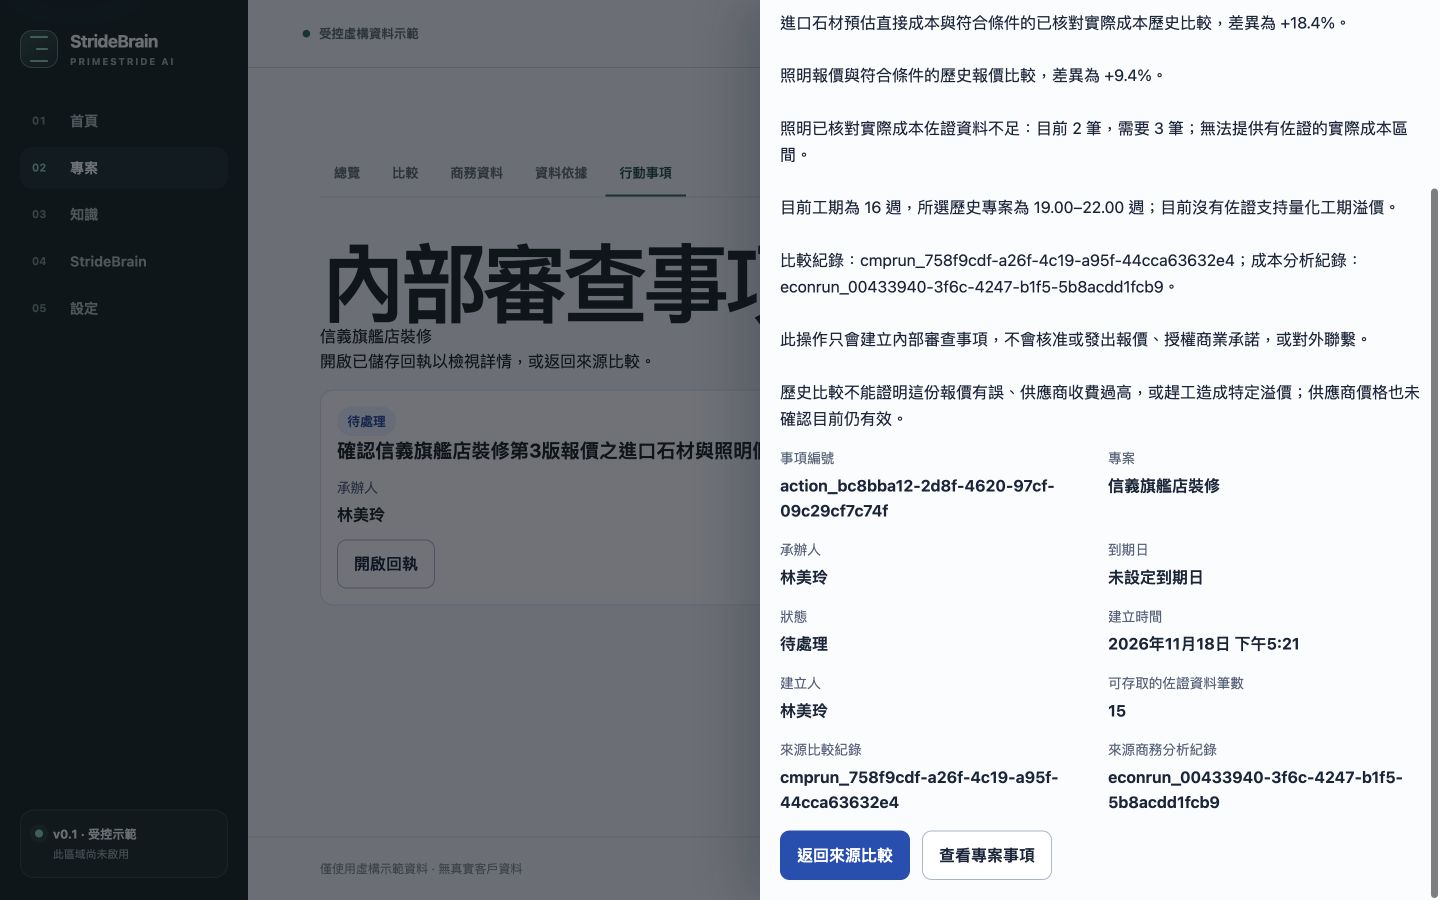 StrideBrain
PRIMESTRIDE AI
01 首頁
02 專案
03 知識
04 StrideBrain
05 設定
v0.1 · 受控示範
此區域尚未啟用
受控虛構資料示範
總覽 比較 商務資料 資料依據 行動事項
內部審查事
信義旗艦店裝修
開啟已儲存回執以檢視詳情，或返回來源比較。
待處理
確認信義旗艦店裝修第3版報價之進口石材與照明
承辦人
林美玲
開啟回執
僅使用虛構示範資料 · 無真實客戶資料
進口石材預估直接成本與符合條件的已核對實際成本歷史比較，差異為 +18.4%。
照明報價與符合條件的歷史報價比較，差異為 +9.4%。
照明已核對實際成本佐證資料不足：目前 2 筆，需要 3 筆；無法提供有佐證的實際成本區
間。
目前工期為 16 週，所選歷史專案為 19.00–22.00 週；目前沒有佐證支持量化工期溢價。
比較紀錄：cmprun_758f9cdf-a26f-4c19-a95f-44cca63632e4；成本分析紀錄：
econrun_00433940-3f6c-4247-b1f5-5b8acdd1fcb9。
此操作只會建立內部審查事項，不會核准或發出報價、授權商業承諾，或對外聯繫。
歷史比較不能證明這份報價有誤、供應商收費過高，或趕工造成特定溢價；供應商價格也未
確認目前仍有效。
事項編號 專案
action_bc8bba12-2d8f-4620-97cf- 信義旗艦店裝修
09c29cf7c74f
承辦人 到期日
林美玲 未設定到期日
狀態 建立時間
待處理 2026年11月18日 下午5:21
建立人 可存取的佐證資料筆數
林美玲 15
來源比較紀錄 來源商務分析紀錄
cmprun_758f9cdf-a26f-4c19-a95f- econrun_00433940-3f6c-4247-b1f5-
44cca63632e4 5b8acdd1fcb9
返回來源比較 查看專案事項